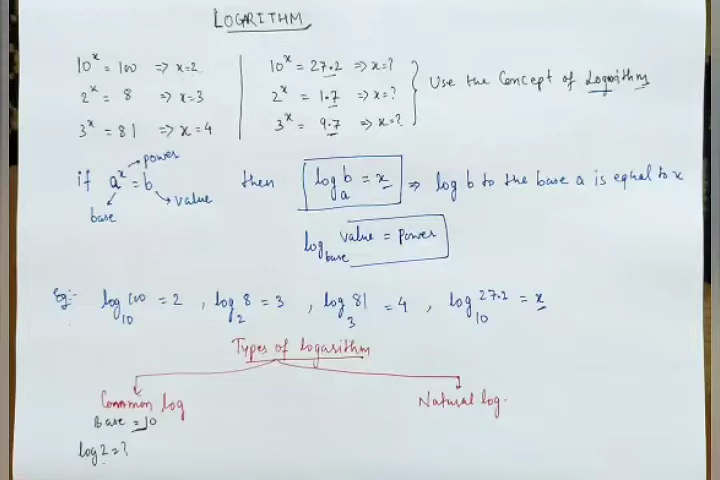 LOGARITHM
10^x = 100 => x=2
2^x = 8 => x=3
3^x = 81 => x=4
10^x = 27.2 => x=?
2^x = 1.7 => x=?
3^x = 9.7 => x=?
Use the Concept of Logarithm
if a^x = b then log_a b = x => log b to the base a is equal to x
power
base
value
log_base value = Power
Eg:- log_10 100 = 2 , log_2 8 = 3 , log_3 81 = 4 , log_10 27.2 = x
Types of logarithm
Common log
Base = 10
log 2 = ?
Natural log.